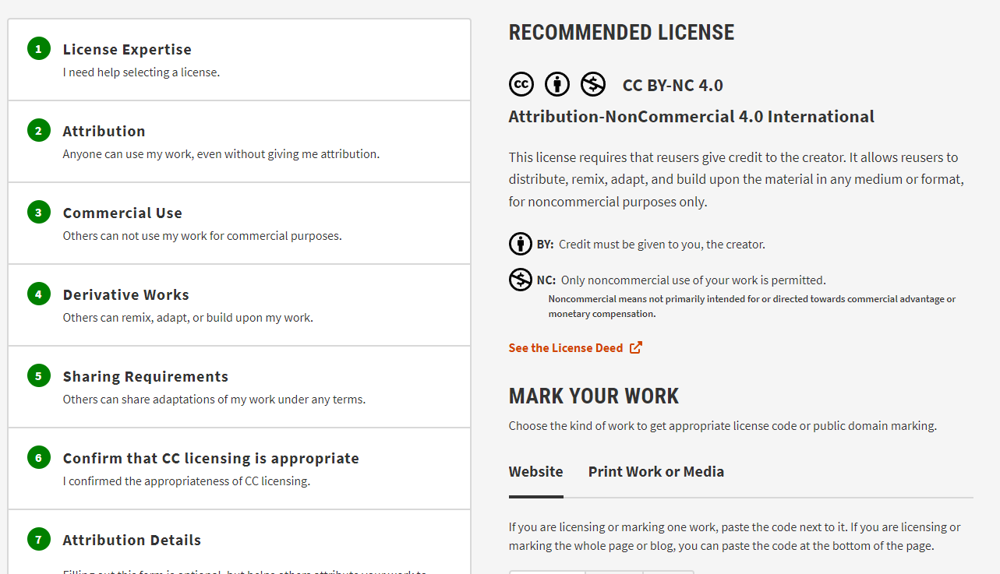 1
License Expertise
I need help selecting a license.
2
Attribution
Anyone can use my work, even without giving me attribution.
3
Commercial Use
Others can not use my work for commercial purposes.
4
Derivative Works
Others can remix, adapt, or build upon my work.
5
Sharing Requirements
Others can share adaptations of my work under any terms.
6
Confirm that CC licensing is appropriate
I confirmed the appropriateness of CC licensing.
7
Attribution Details
Filling out this form is optional, but helps others attribute your work to
RECOMMENDED LICENSE
CC BY-NC 4.0
Attribution-NonCommercial 4.0 International
This license requires that reusers give credit to the creator. It allows reusers to
distribute, remix, adapt, and build upon the material in any medium or format,
for noncommercial purposes only.
BY: Credit must be given to you, the creator.
NC: Only noncommercial use of your work is permitted.
Noncommercial means not primarily intended for or directed towards commercial advantage or
monetary compensation.
See the License Deed
MARK YOUR WORK
Choose the kind of work to get appropriate license code or public domain marking.
Website Print Work or Media
If you are licensing or marking one work, paste the code next to it. If you are licensing or
marking the whole page or blog, you can paste the code at the bottom of the page.